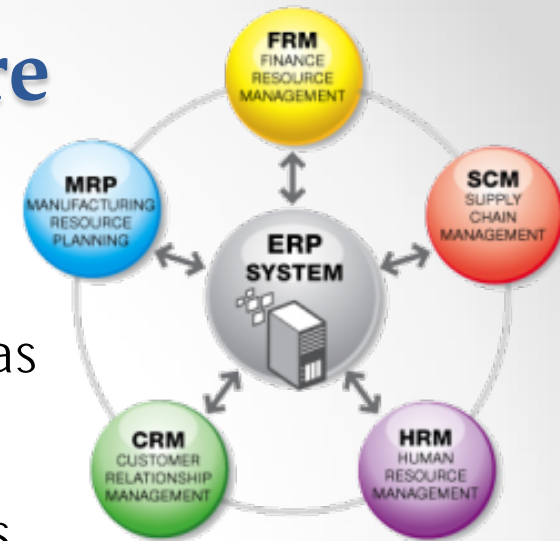 re
FRM
FINANCE
RESOURCE
MANAGEMENT
MRP
MANUFACTURING
RESOURCE
PLANNING
SCM
SUPPLY
CHAIN
MANAGEMENT
ERP
SYSTEM
as
CRM
CUSTOMER
RELATIONSHIP
MANAGEMENT
HRM
HUMAN
RESOURCE
MANAGEMENT
s